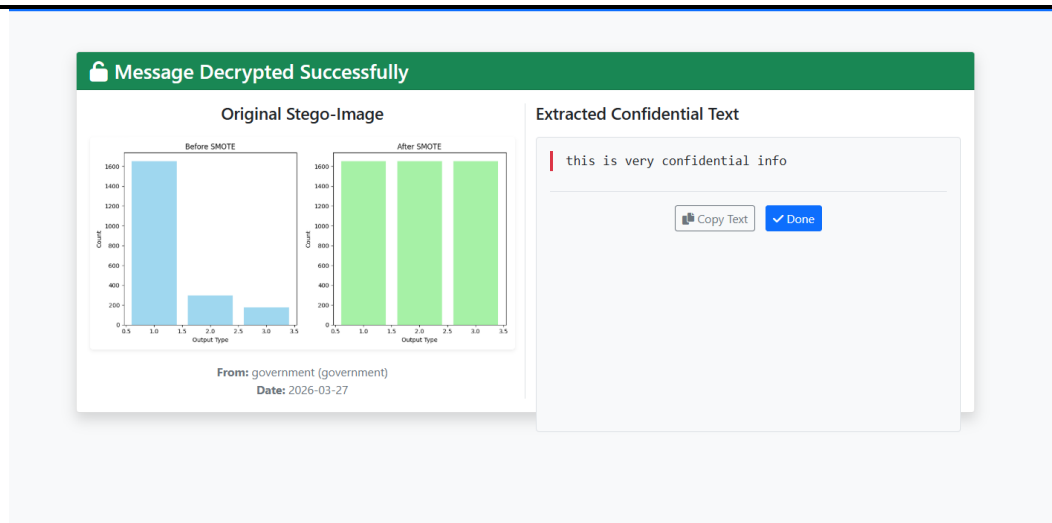 Message Decrypted Successfully
Original Stego-Image
Before SMOTE
After SMOTE
1600
1400
1200
1000
800
600
400
200
0
Count
0.5 1.0 1.5 2.0 2.5 3.0 3.5
Output Type
1600
1400
1200
1000
800
600
400
200
0
Count
0.5 1.0 1.5 2.0 2.5 3.0 3.5
Output Type
From: government (government)
Date: 2026-03-27
Extracted Confidential Text
this is very confidential info
Copy Text
Done